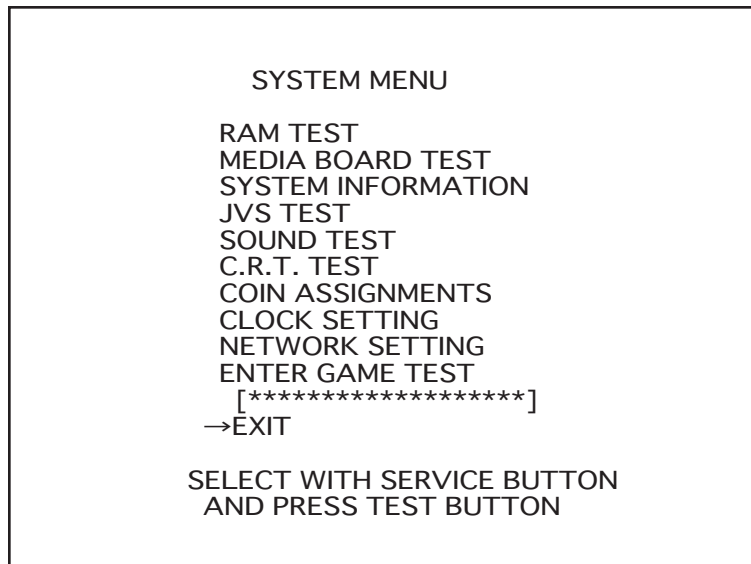 SYSTEM MENU
RAM TEST
MEDIA BOARD TEST
SYSTEM INFORMATION
JVS TEST
SOUND TEST
C.R.T. TEST
COIN ASSIGNMENTS
CLOCK SETTING
NETWORK SETTING
ENTER GAME TEST
[*******************]
→EXIT
SELECT WITH SERVICE BUTTON
AND PRESS TEST BUTTON